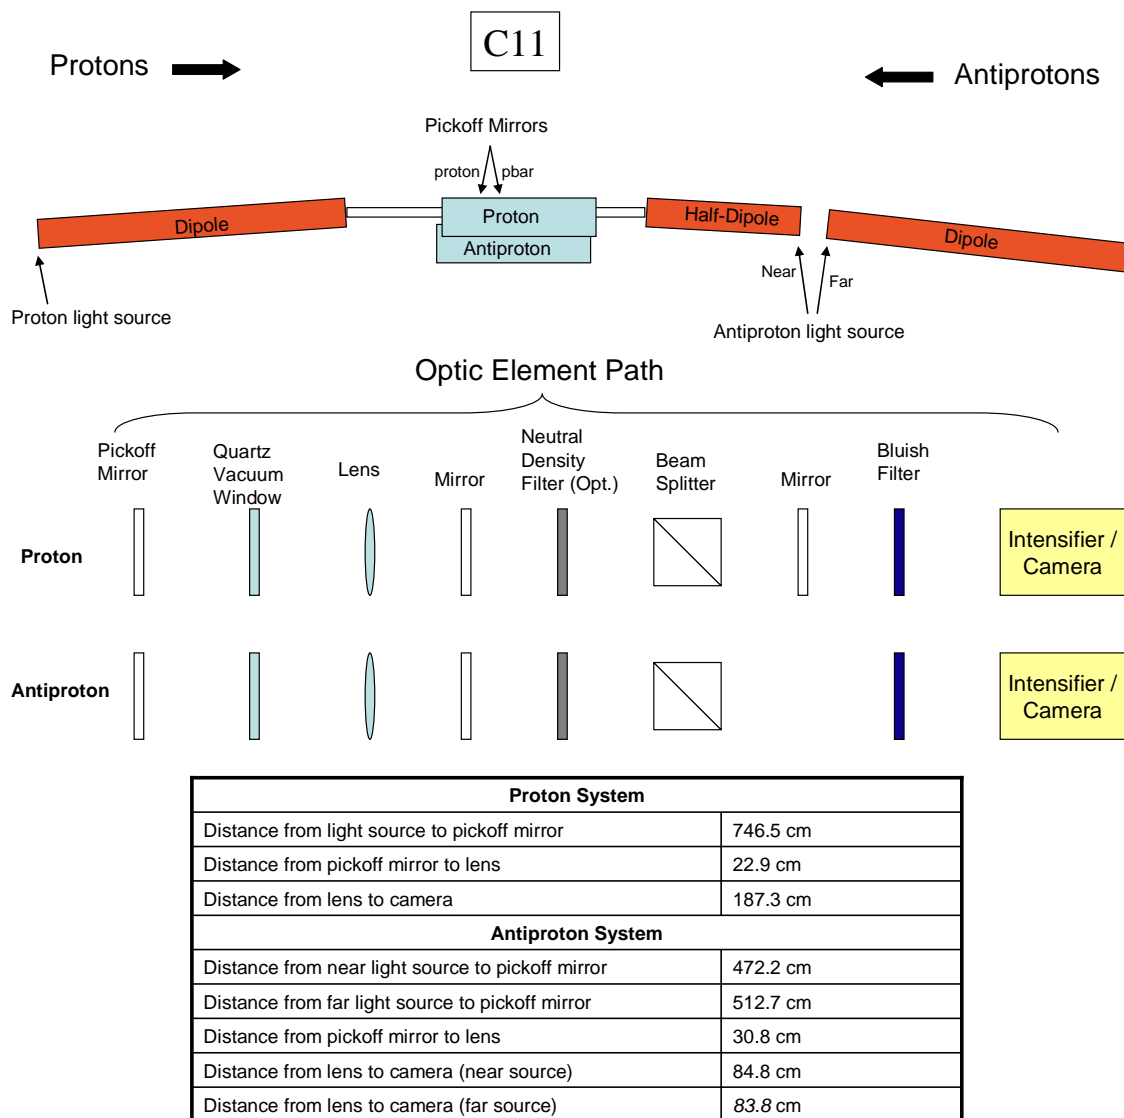 C11
Protons
Antiprotons
Pickoff Mirrors
proton
pbar
Dipole
Proton
Antiproton
Half-Dipole
Dipole
Near
Far
Proton light source
Antiproton light source
Optic Element Path
Pickoff
Mirror
Quartz
Vacuum
Window
Lens
Mirror
Neutral
Density
Filter (Opt.)
Beam
Splitter
Mirror
Bluish
Filter
Proton
Intensifier /
Camera
Antiproton
Intensifier /
Camera
Proton System
Distance from light source to pickoff mirror 746.5 cm
Distance from pickoff mirror to lens 22.9 cm
Distance from lens to camera 187.3 cm
Antiproton System
Distance from near light source to pickoff mirror 472.2 cm
Distance from far light source to pickoff mirror 512.7 cm
Distance from pickoff mirror to lens 30.8 cm
Distance from lens to camera (near source) 84.8 cm
Distance from lens to camera (far source) 83.8 cm